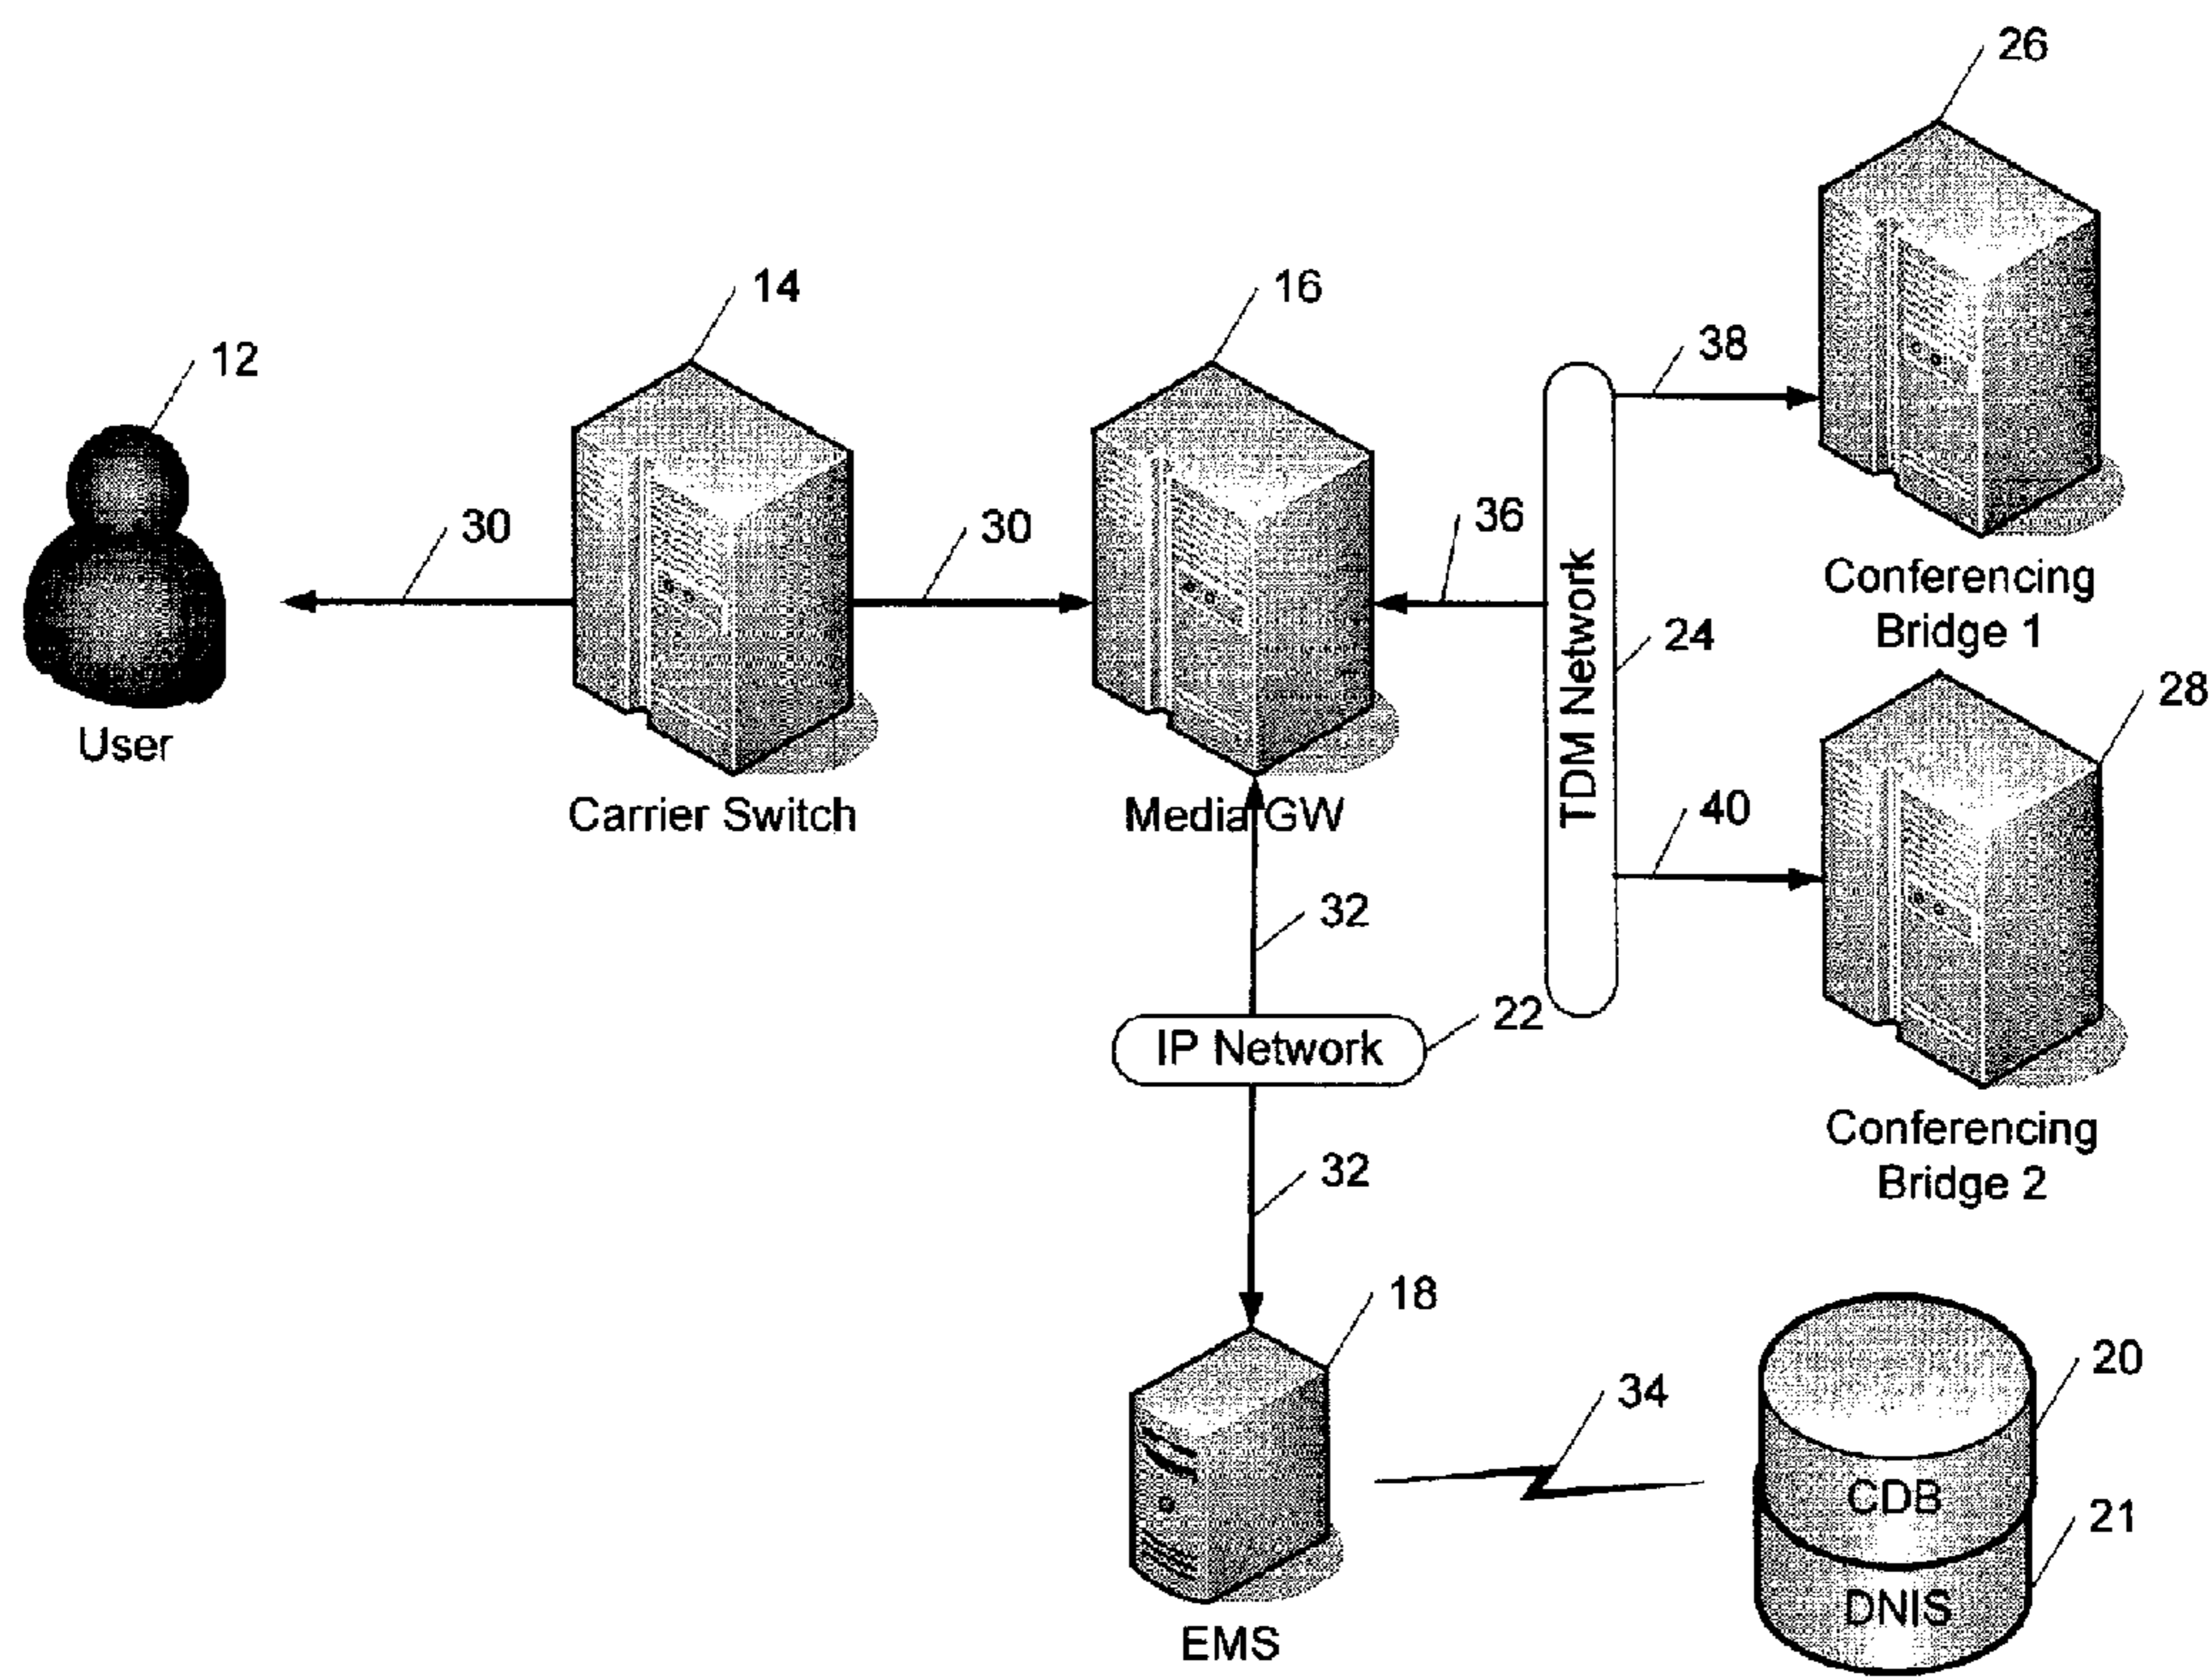 26
14
16
38
12
30
30
36
24
TDM Network
Conferencing
Bridge 1
28
User
Carrier Switch
Media GW
40
32
22
IP Network
Conferencing
Bridge 2
32
18
34
20
CDB
21
DNIS
EMS